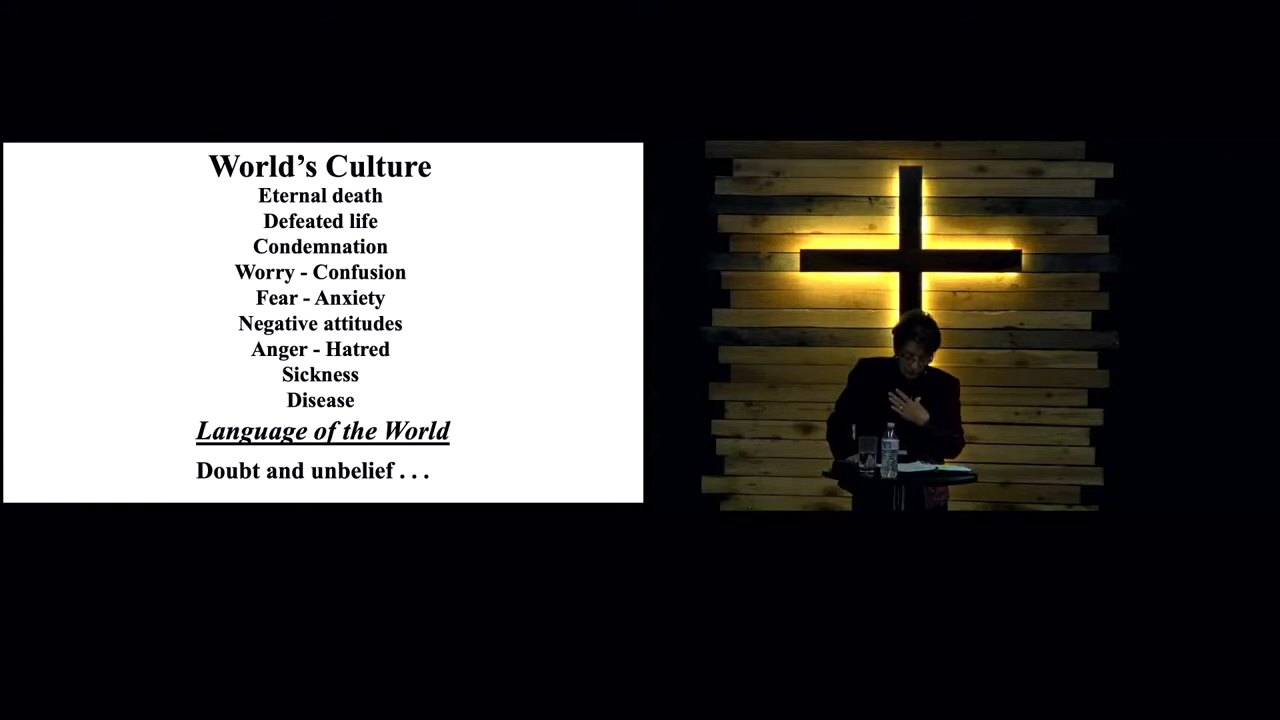 World's Culture
Eternal death
Defeated life
Condemnation
Worry - Confusion
Fear - Anxiety
Negative attitudes
Anger - Hatred
Sickness
Disease
Language of the World
Doubt and unbelief . . .